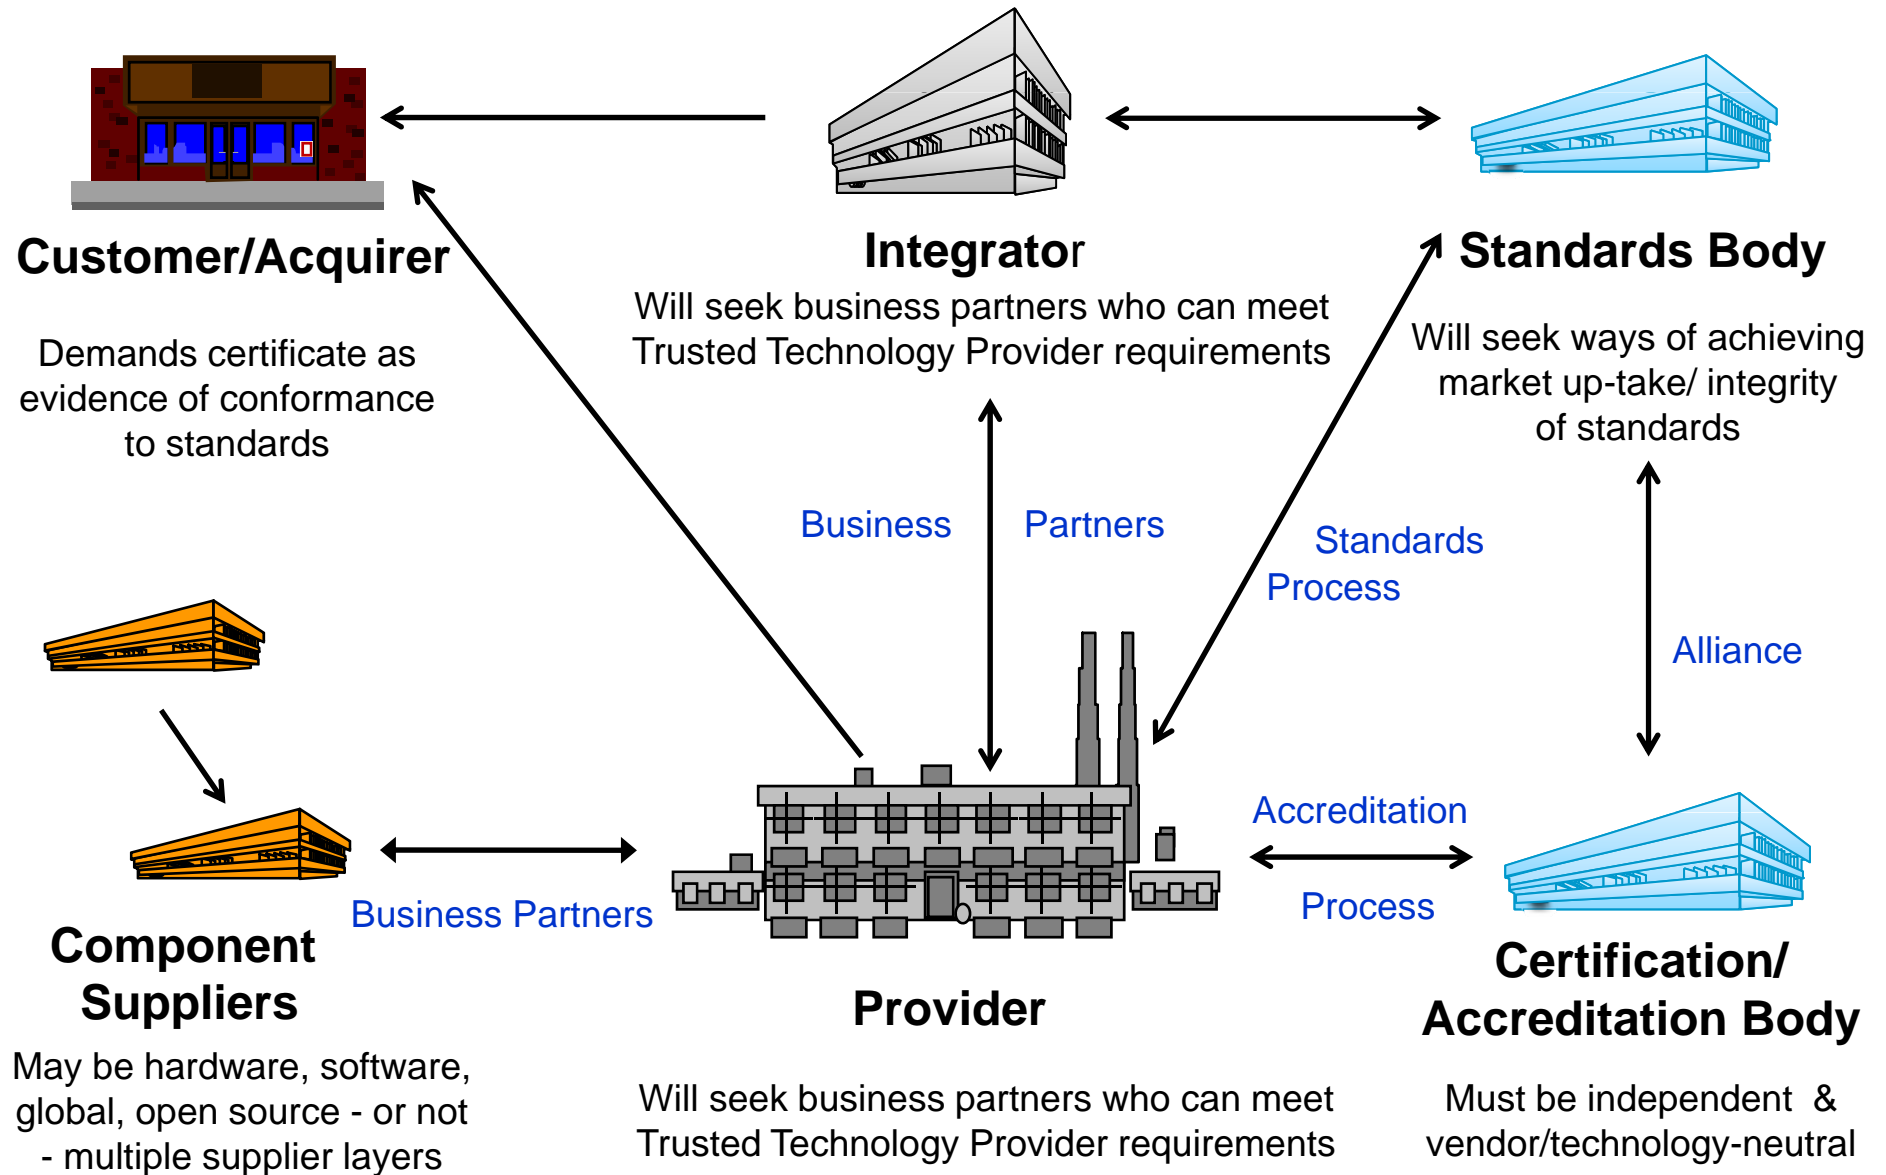 Customer/Acquirer
Demands certificate as
evidence of conformance
to standards
Integrator
Will seek business partners who can meet
Trusted Technology Provider requirements
Standards Body
Will seek ways of achieving
market up-take/ integrity
of standards
Business Partners
Standards
Process
Alliance
Business Partners
Accreditation
Process
Component
Suppliers
May be hardware, software,
global, open source - or not
- multiple supplier layers
Provider
Will seek business partners who can meet
Trusted Technology Provider requirements
Certification/
Accreditation Body
Must be independent &
vendor/technology-neutral